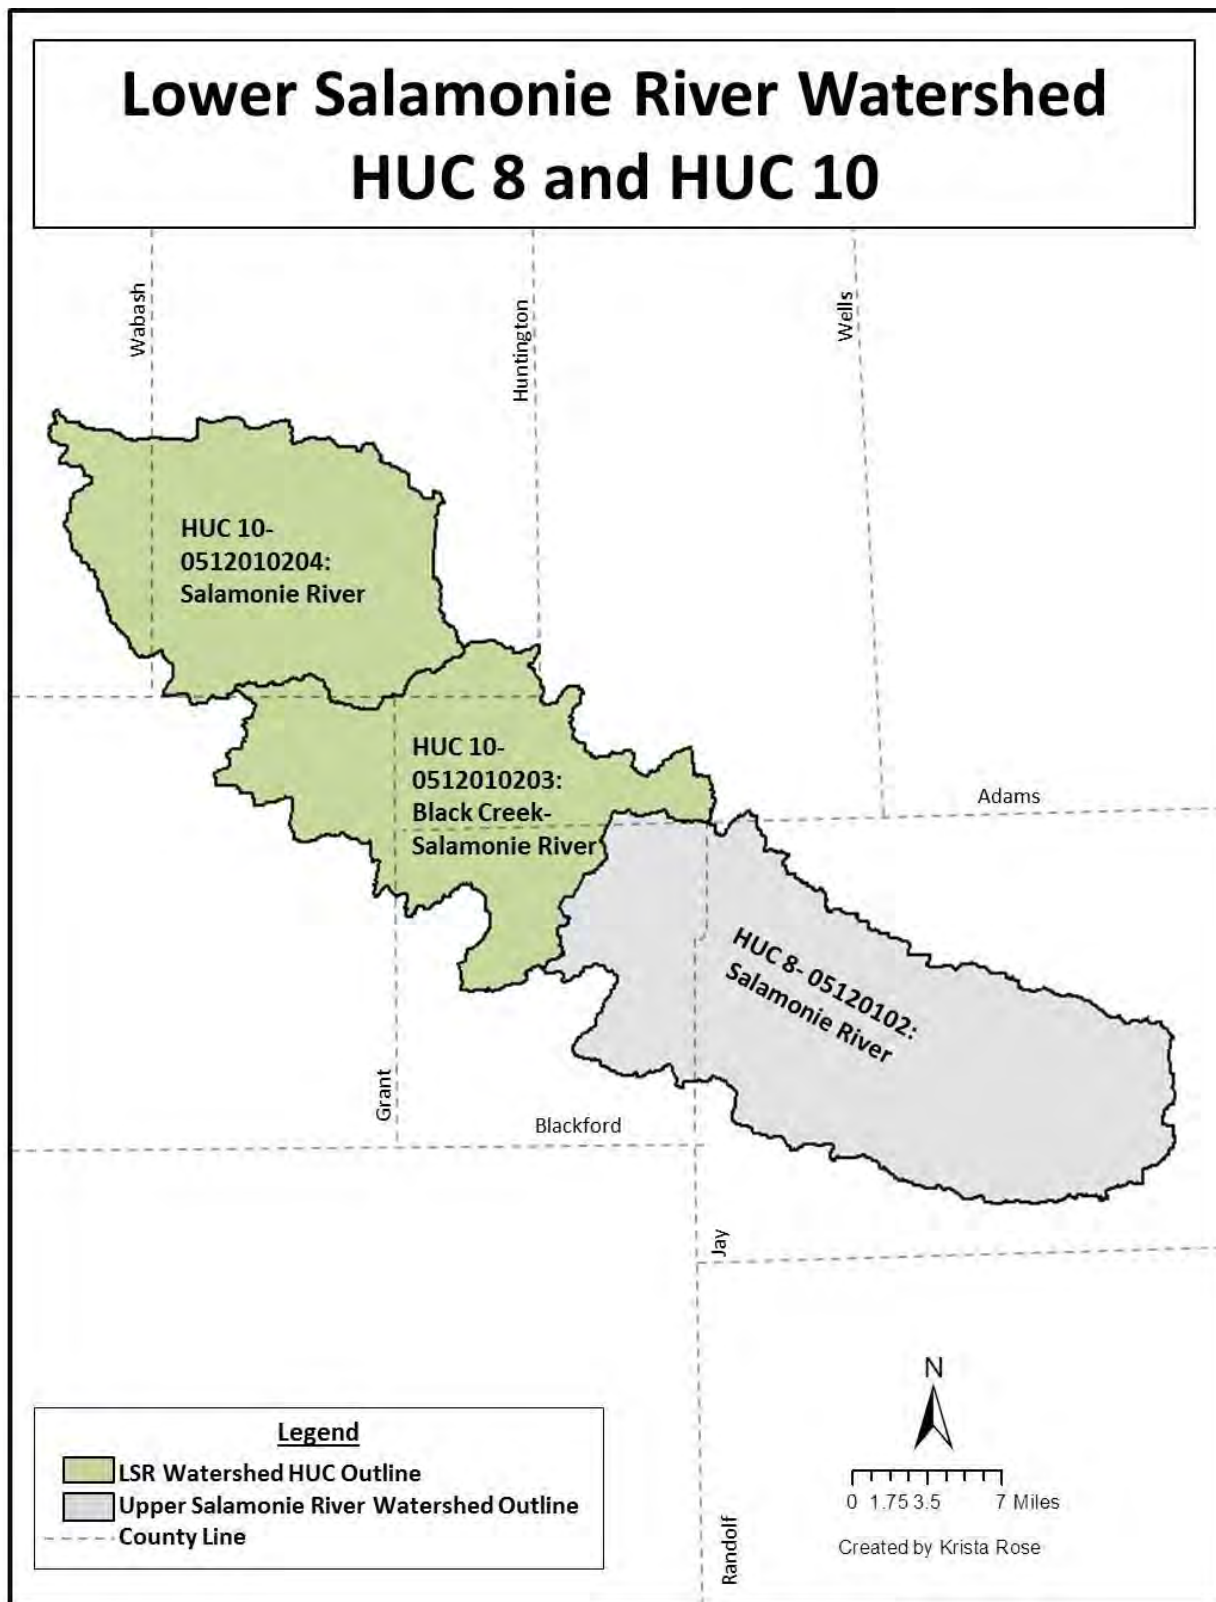 Lower Salamonie River Watershed
HUC 8 and HUC 10
Wabash
Huntington
Wells
HUC 10-
0512010204:
Salamonie River
HUC 10-
0512010203:
Black Creek-
Salamonie River
Adams
HUC 8- 05120102:
Salamonie River
Grant
Blackford
Jay
Randolf
N
0 1.75 3.5 7 Miles
Created by Krista Rose
Legend
LSR Watershed HUC Outline
Upper Salamonie River Watershed Outline
County Line